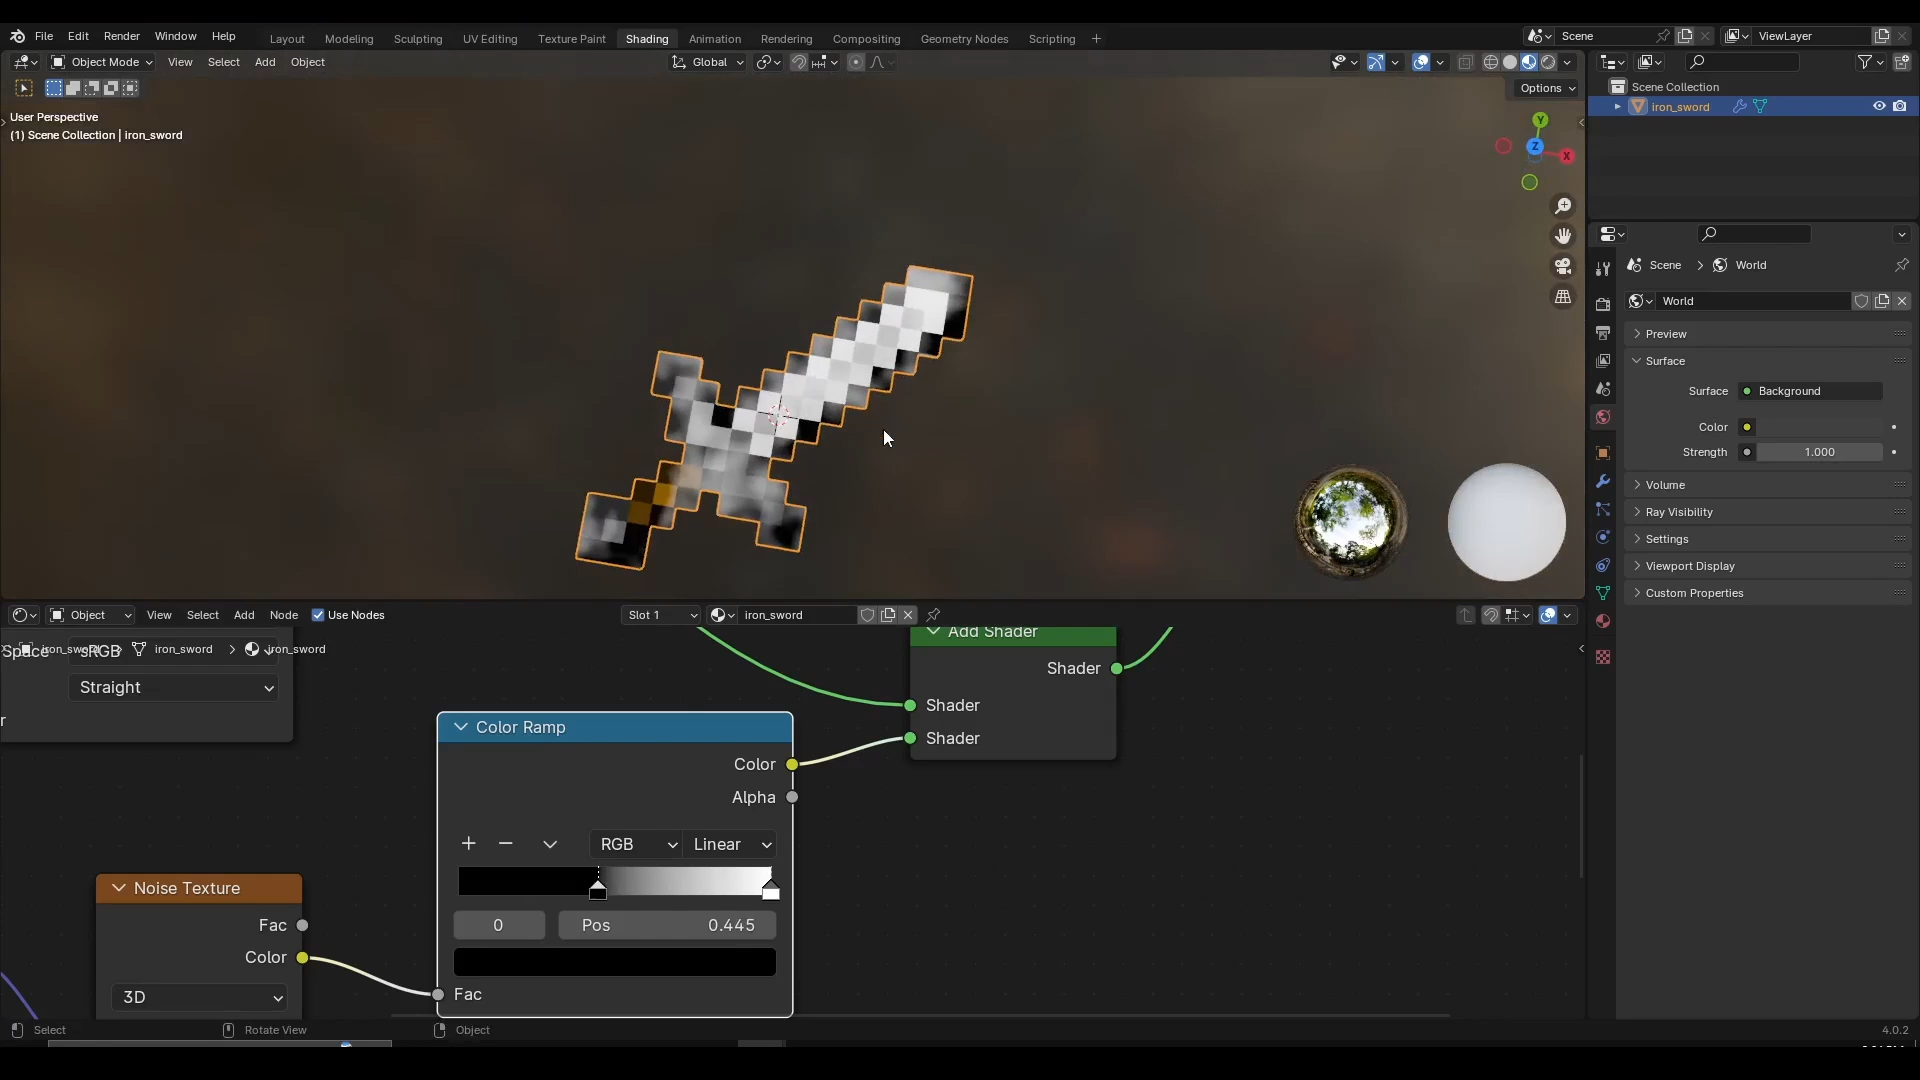 File Edit Render Window Help
Layout Modeling Sculpting UV Editing Texture Paint Shading Animation Rendering Compositing Geometry Nodes Scripting +
Scene
ViewLayer
Object Mode View Select Add Object
Global
Options
User Perspective
(1) Scene Collection | iron_sword
Y
Z
X
Scene Collection
iron_sword
Scene > World
World
Preview
Surface
Surface Background
Color
Strength 1.000
Volume
Ray Visibility
Settings
Viewport Display
Custom Properties
Object View Select Add Node Use Nodes
Slot 1
iron_sword
iron_sword > iron_sword > iron_sword
Space sRGB
Straight
r
Add Shader
Shader
Shader
Shader
Color Ramp
Color
Alpha
RGB Linear
0 Pos 0.445
Fac
Noise Texture
Fac
Color
3D
Select Rotate View Object
4.0.2